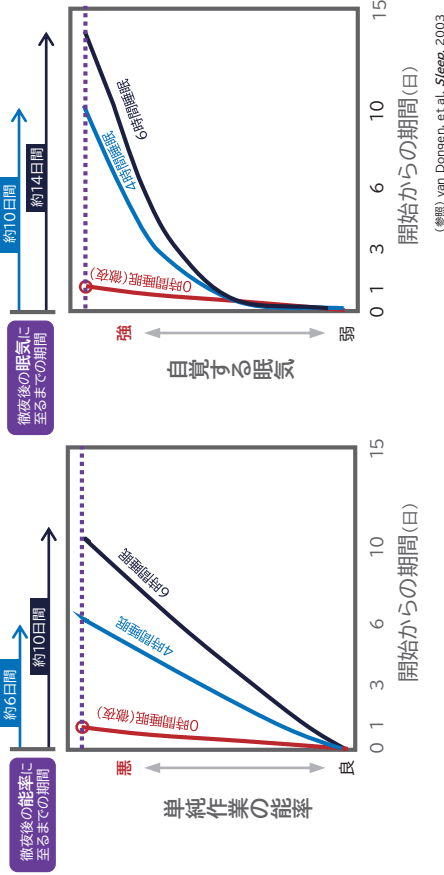 徹夜後の能率に
至るまでの期間
約6日間
約10日間
悪
良
単純作業の能率
0時間睡眠(徹夜)
4時間睡眠
6時間睡眠
0 1 3 6 10 15
開始からの期間(日)
徹夜後の眠気に
至るまでの期間
約10日間
約14日間
強
弱
自覚する眠気
0時間睡眠(徹夜)
4時間睡眠
6時間睡眠
0 1 3 6 10 15
開始からの期間(日)
(参照) van Dongen, et al. Sleep. 2003